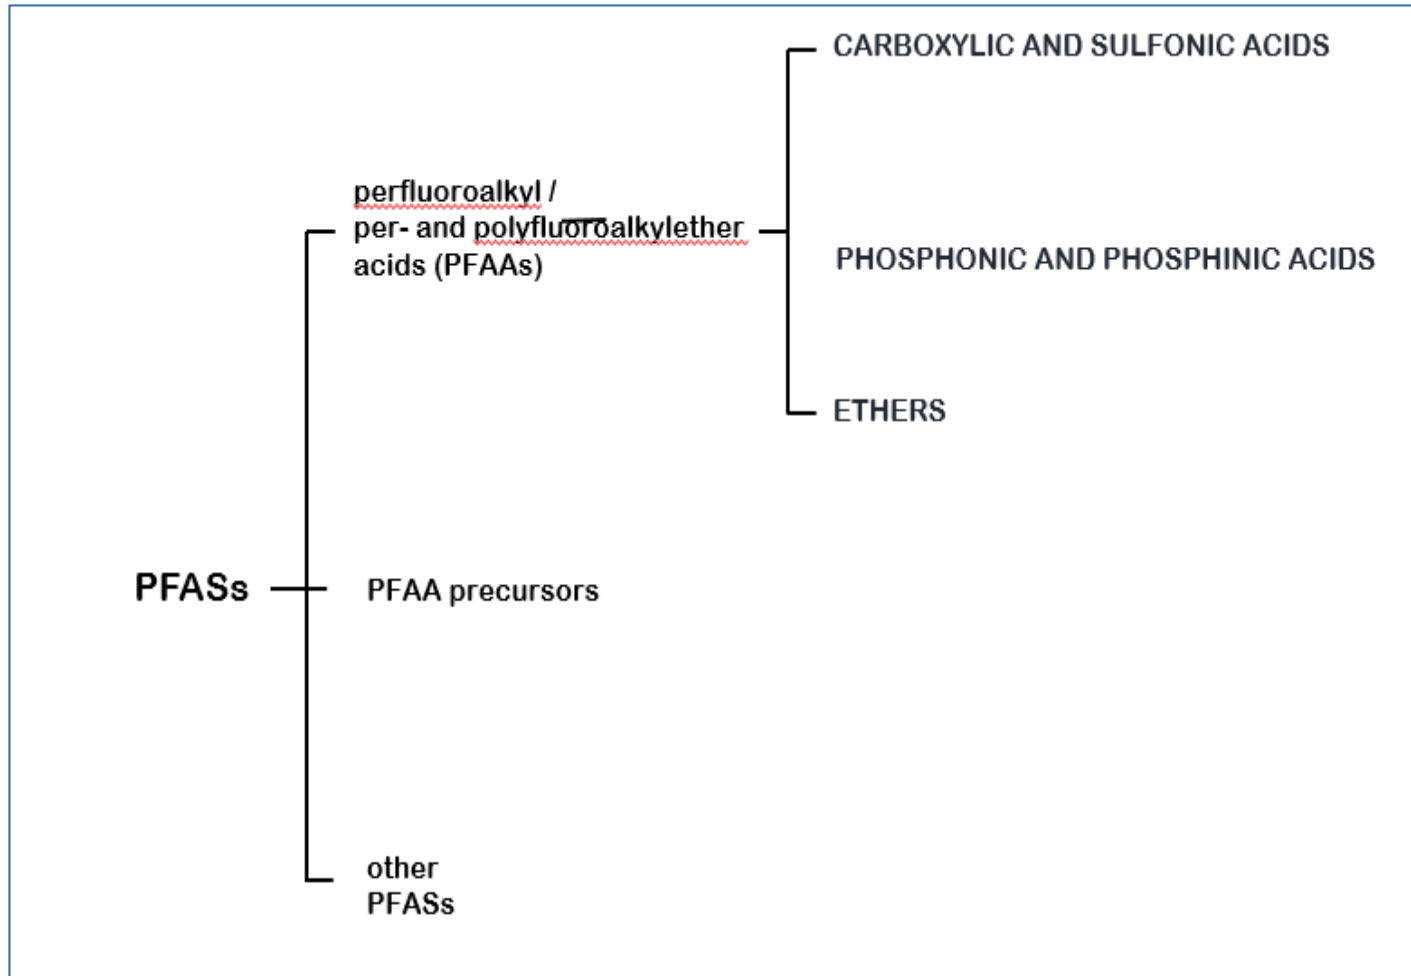 CARBOXYLIC AND SULFONIC ACIDS
perfluoroalkyl /
per- and polyfluoroalkylether
acids (PFAAs)
PHOSPHONIC AND PHOSPHINIC ACIDS
ETHERS
PFASs
PFAA precursors
other
PFASs